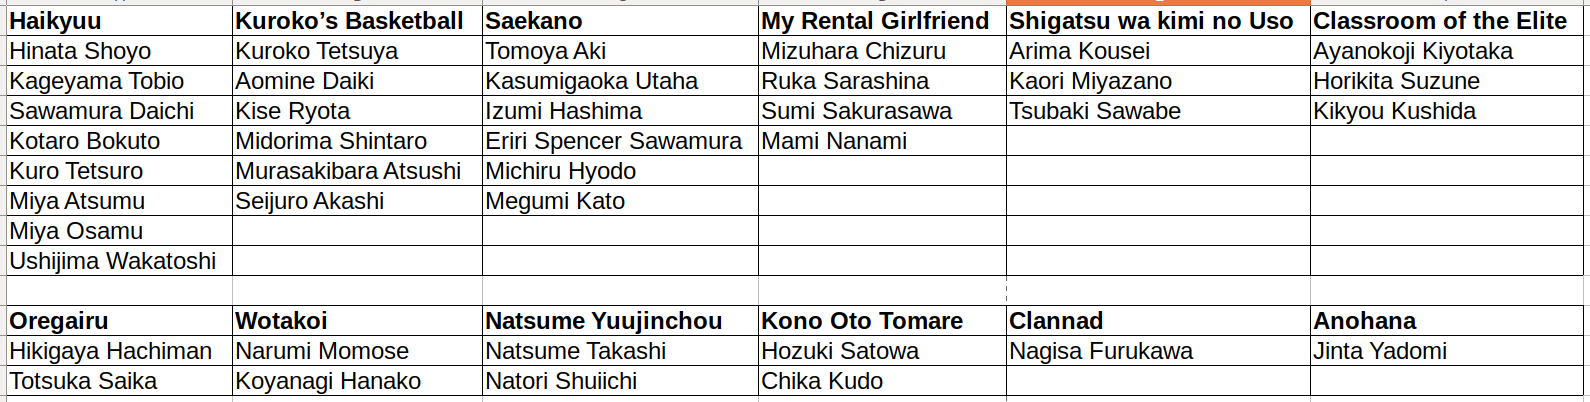 Haikyuu Kuroko’s Basketball Saekano My Rental Girlfriend Shigatsu wa kimi no Uso Classroom of the Elite
Hinata Shoyo Kuroko Tetsuya Tomoya Aki Mizuhara Chizuru Arima Kousei Ayanokoji Kiyotaka
Kageyama Tobio Aomine Daiki Kasumigaoka Utaha Ruka Sarashina Kaori Miyazano Horikita Suzune
Sawamura Daichi Kise Ryota Izumi Hashima Sumi Sakurasawa Tsubaki Sawabe Kikyou Kushida
Kotaro Bokuto Midorima Shintaro Eriri Spencer Sawamura Mami Nanami
Kuro Tetsuro Murasakibara Atsushi Michiru Hyodo
Miya Atsumu Seijuro Akashi Megumi Kato
Miya Osamu
Ushijima Wakatoshi
Oregairu Wotakoi Natsume Yuujinchou Kono Oto Tomare Clannad Anohana
Hikigaya Hachiman Narumi Momose Natsume Takashi Hozuki Satowa Nagisa Furukawa Jinta Yadomi
Totsuka Saika Koyanagi Hanako Natori Shuiichi Chika Kudo